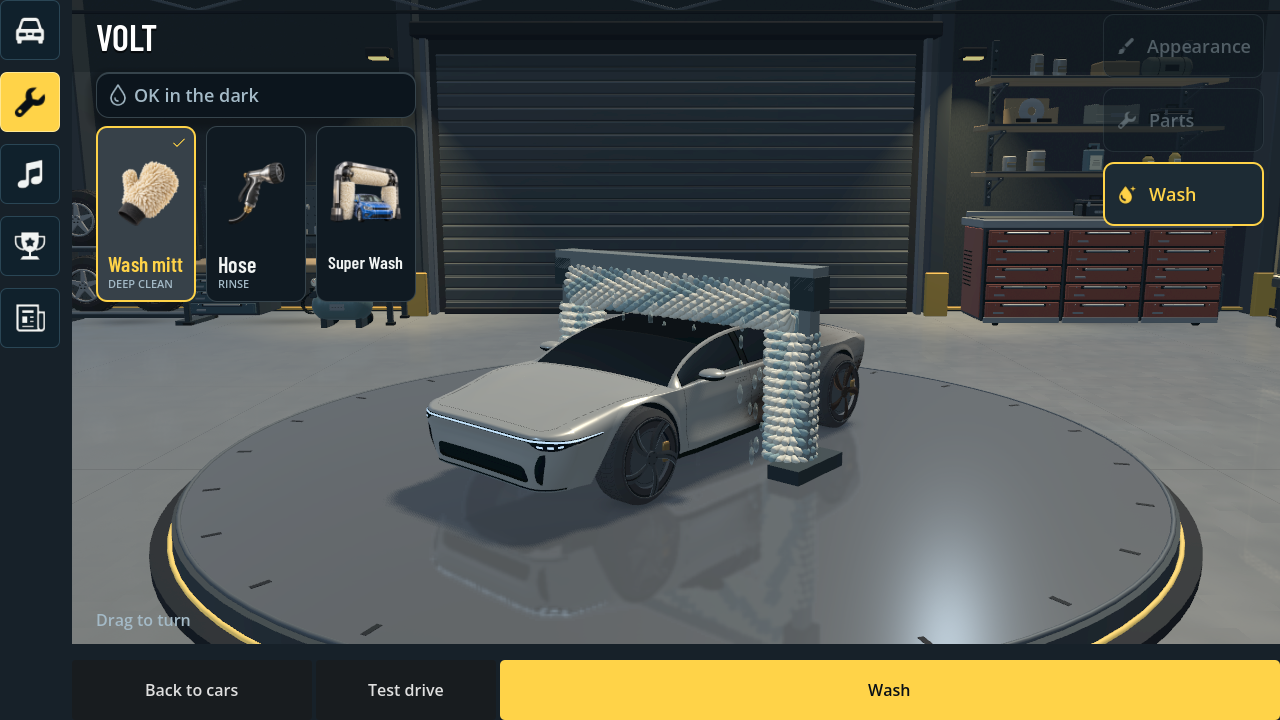 VOLT
OK in the dark
Wash mitt
DEEP CLEAN
Hose
RINSE
Super Wash
Appearance
Parts
Wash
Drag to turn
Back to cars
Test drive
Wash